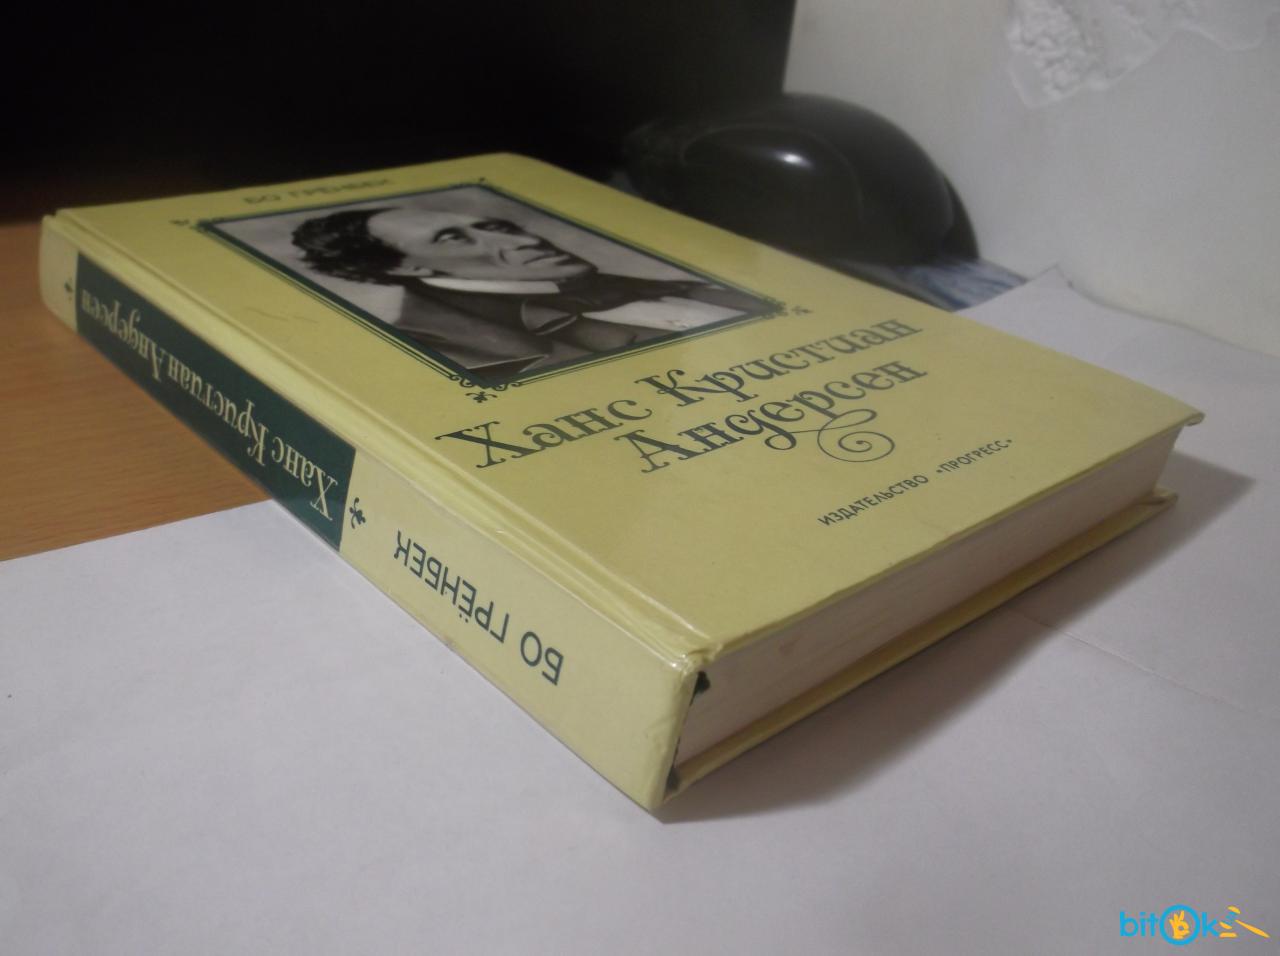 БО ГРЁНБЕК
Ханс Кристиан
Андерсен
ИЗДАТЕЛЬСТВО «ПРОГРЕСС»
БО ГРЁНБЕК
Ханс Кристиан Андерсен
bitOk